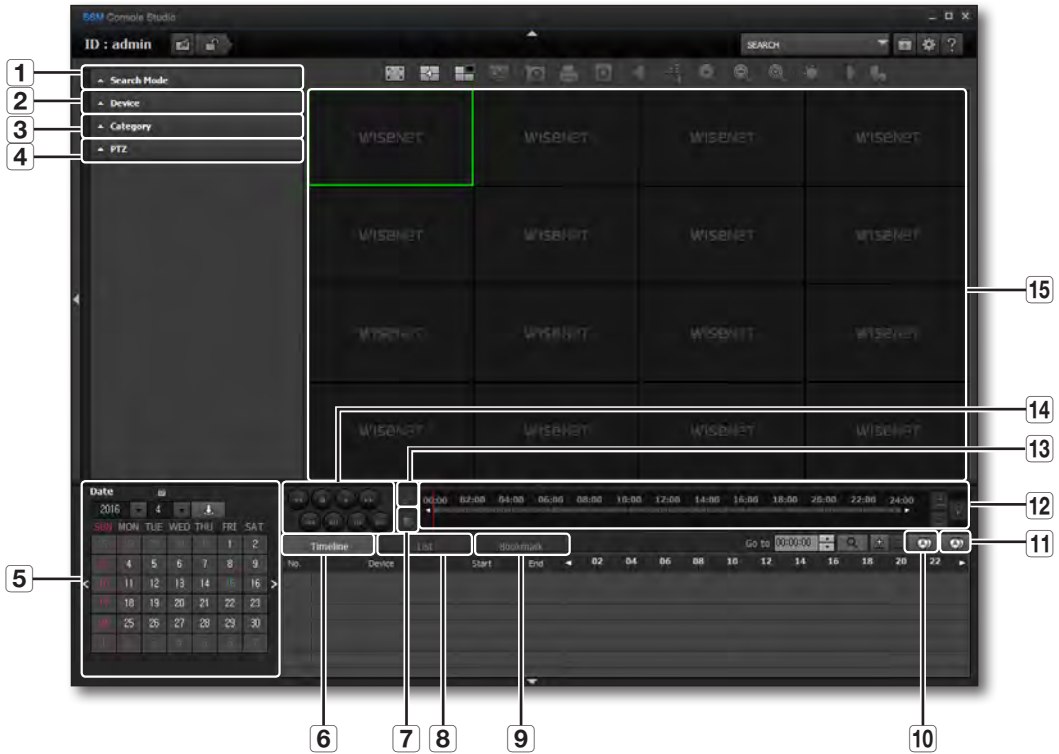 SSM Console Studio
ID : admin
SEARCH
?
1
Search Mode
2
Device
3
Category
4
PTZ
WISENET WISENET WISENET WISENET
WISENET WISENET WISENET WISENET
15
WISENET WISENET WISENET WISENET
WISENET WISENET WISENET WISENET
14
13
Date
2016 4
00:00 02:00 04:00 06:00 08:00 10:00 12:00 14:00 16:00 18:00 20:00 22:00 24:00
12
SUN MON TUE WED THU FRI SAT
1 2
4 5 6 7 8 9
11 12 13 14 15 16
18 19 20 21 22 23
25 26 27 28 29 30
5
Timeline List Bookmark Go to 00:00:00
11
No. Device Start End 02 04 06 08 10 12 14 16 18 20 22
6 7 8 9 10